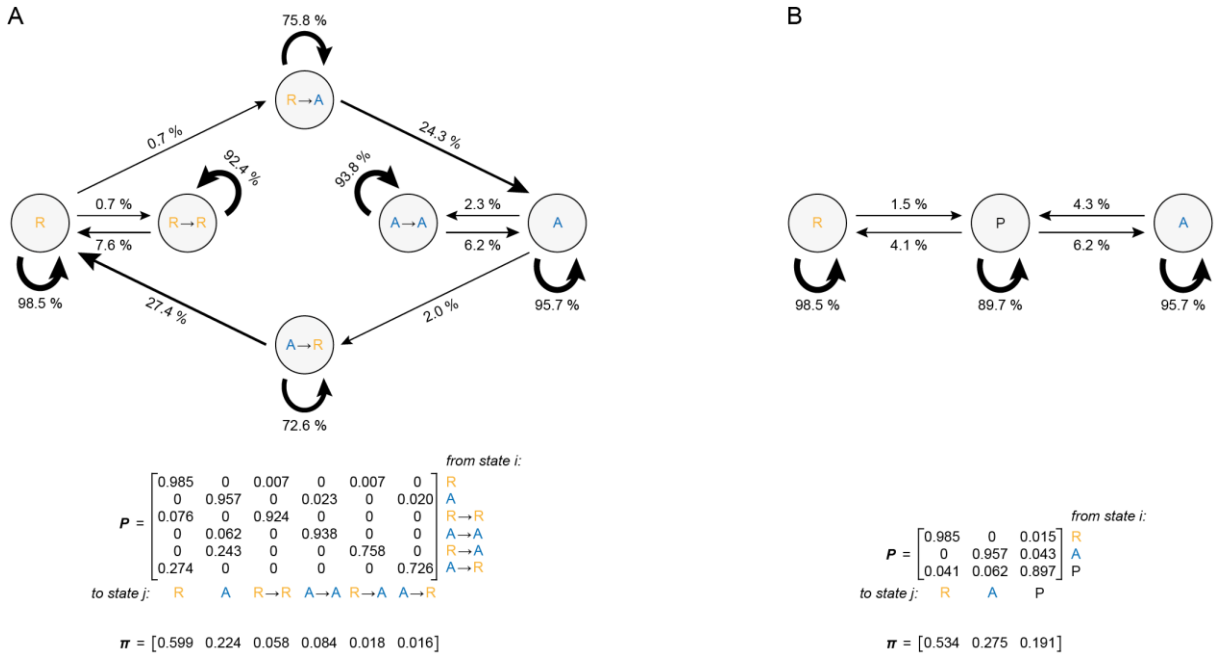 A
B
75.8 %
R→A
0.7 %
24.3 %
92.4 %
93.8 %
R
0.7 %
7.6 %
R→R
A→A
2.3 %
6.2 %
A
98.5 %
27.4 %
2.0 %
95.7 %
A→R
72.6 %
R
1.5 %
4.1 %
P
4.3 %
6.2 %
A
98.5 %
89.7 %
95.7 %
from state i:
0.985 0 0.007 0 0.007 0 R
0 0.957 0 0.023 0 0.020 A
0.076 0 0.924 0 0 0 R→R
P =
0 0.062 0 0.938 0 0 A→A
0 0.243 0 0 0.758 0 R→A
0.274 0 0 0 0 0.726 A→R
to state j: R A R→R A→A R→A A→R
π = [0.599 0.224 0.058 0.084 0.018 0.016]
from state i:
0.985 0 0.015 R
P = 0 0.957 0.043 A
0.041 0.062 0.897 P
to state j: R A P
π = [0.534 0.275 0.191]